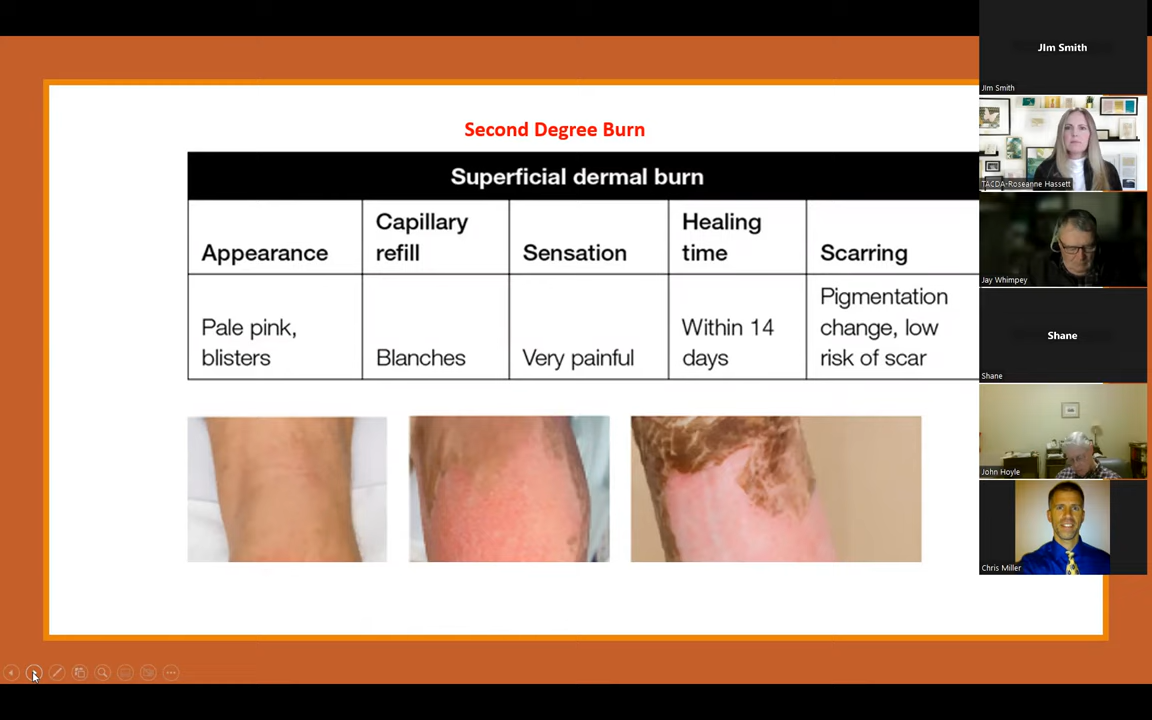 Second Degree Burn
Superficial dermal burn
Appearance
Capillary
refill
Sensation
Healing
time
Scarring
Pale pink,
blisters
Blanches
Very painful
Within 14
days
Pigmentation
change, low
risk of scar
JIm Smith
JIm Smith
TACDA-Roseanne Hassett
Jay Whimpey
Shane
Shane
John Hoyle
Chris Miller